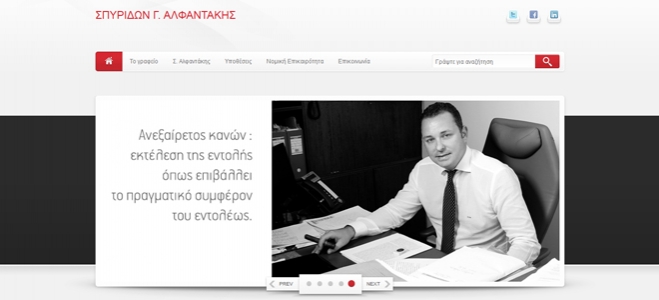 ΣΠΥΡΙΔΩΝ Γ. ΑΛΦΑΝΤΑΚΗΣ
Το γραφείο Σ. Αλφαντάκης Υποθέσεις Νομική Επικαιρότητα Επικοινωνία Γράψτε για αναζήτηση
Ανεξαίρετος κανών :
εκτέλεση της εντολής
όπως επιβάλλει
το πραγματικό συμφέρον
του εντολέως.
PREV NEXT